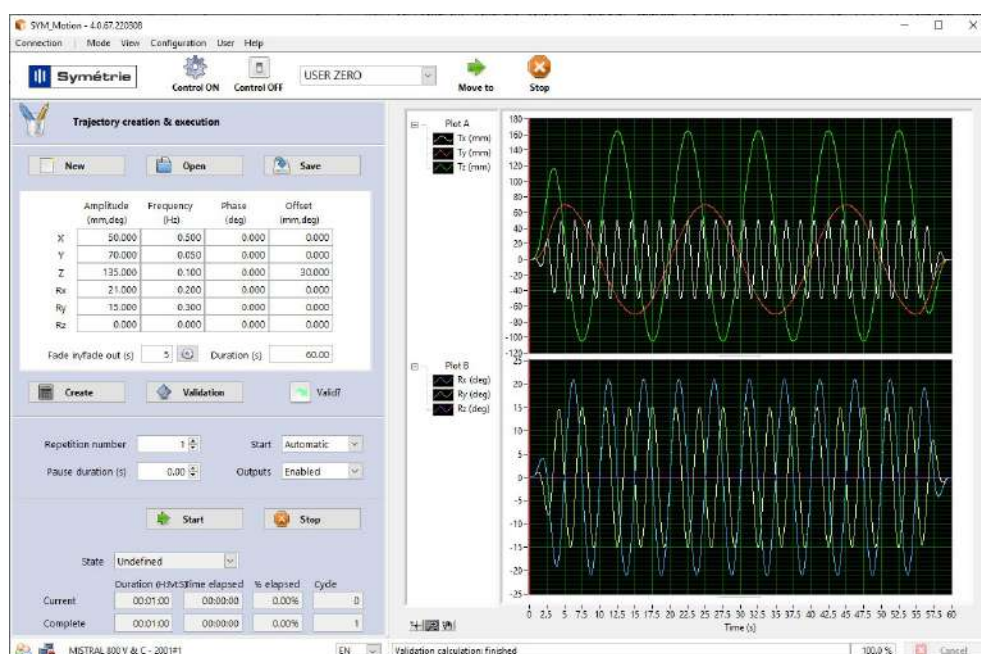 SYM_Motion - 4.0.67.220308
Connection Mode View Configuration User Help
Symétrie Control ON Control OFF USER ZERO Move to Stop
Trajectory creation & execution
New Open Save
Amplitude Frequency Phase Offset
(mm,deg) (Hz) (deg) (mm,deg)
X 50.000 0.500 0.000 0.000
Y 70.000 0.050 0.000 0.000
Z 135.000 0.100 0.000 30.000
Rx 21.000 0.200 0.000 0.000
Ry 15.000 0.300 0.000 0.000
Rz 0.000 0.000 0.000 0.000
Fade in/fade out (s) 5 Duration (s) 60.00
Create Validation Valid?
Repetition number 1 Start Automatic
Pause duration (s) 0.00 Outputs Enabled
Start Stop
State Undefined
Duration (H:M:S) Time elapsed % elapsed Cycle
Current 00:01:00 00:00:00 0.00% 0
Complete 00:01:00 00:00:00 0.00% 1
Plot A
Tx (mm)
Ty (mm)
Tz (mm)
180
160
140
120
100
80
60
40
20
0
-20
-40
-60
-80
-100
-120
Plot B
Rx (deg)
Ry (deg)
Rz (deg)
25
20
15
10
5
0
-5
-10
-15
-20
-25
0 2.5 5 7.5 10 12.5 15 17.5 20 22.5 25 27.5 30 32.5 35 37.5 40 42.5 45 47.5 50 52.5 55 57.5 60
Time (s)
MISTRAL 800 V & C - 2001#1 EN Validation calculation: finished 100.0 % Cancel